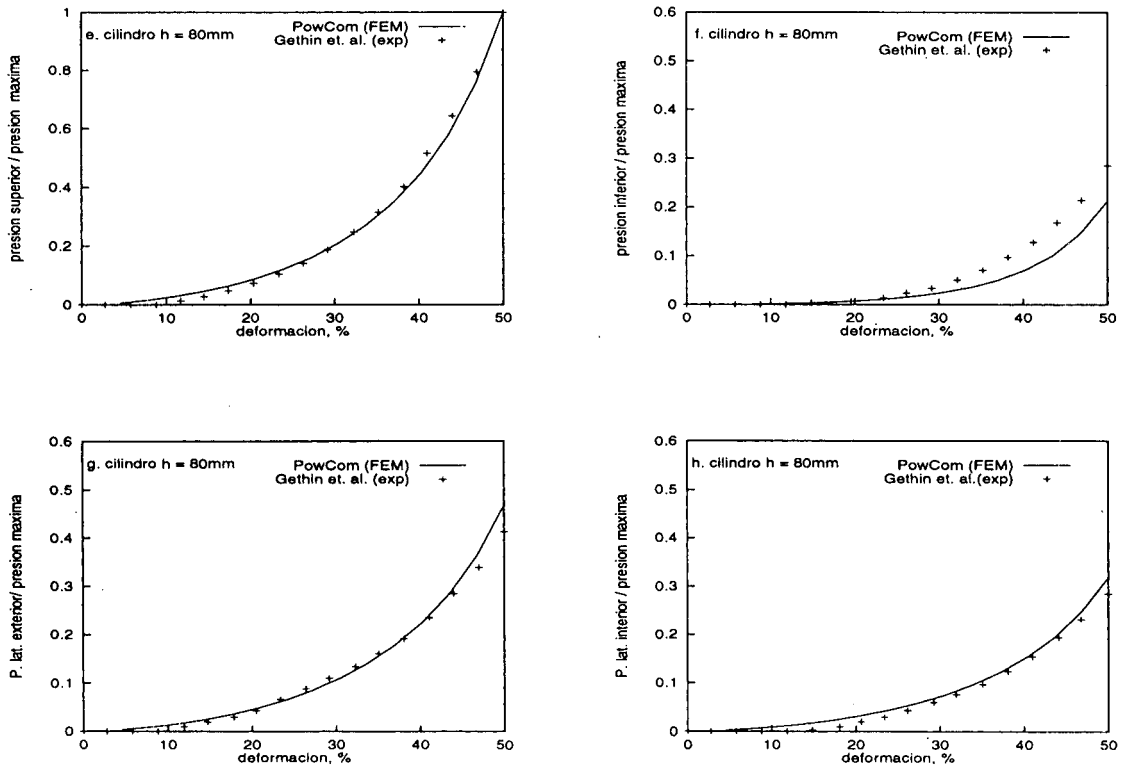 e. cilindro h = 80mm
PowCom (FEM)
Gethin et. al. (exp)
presion superior / presion maxima
1
0.8
0.6
0.4
0.2
0
0 10 20 30 40 50
deformacion, %
f. cilindro h = 80mm
PowCom (FEM)
Gethin et. al. (exp)
presion inferior / presion maxima
0.6
0.5
0.4
0.3
0.2
0.1
0
0 10 20 30 40 50
deformacion, %
g. cilindro h = 80mm
PowCom (FEM)
Gethin et. al. (exp)
P. lat. exterior/ presion maxima
0.6
0.5
0.4
0.3
0.2
0.1
0
0 10 20 30 40 50
deformacion, %
h. cilindro h = 80mm
PowCom (FEM)
Gethin et. al.(exp)
P. lat. interior / presion maxima
0.6
0.5
0.4
0.3
0.2
0.1
0
0 10 20 30 40 50
deformacion, %